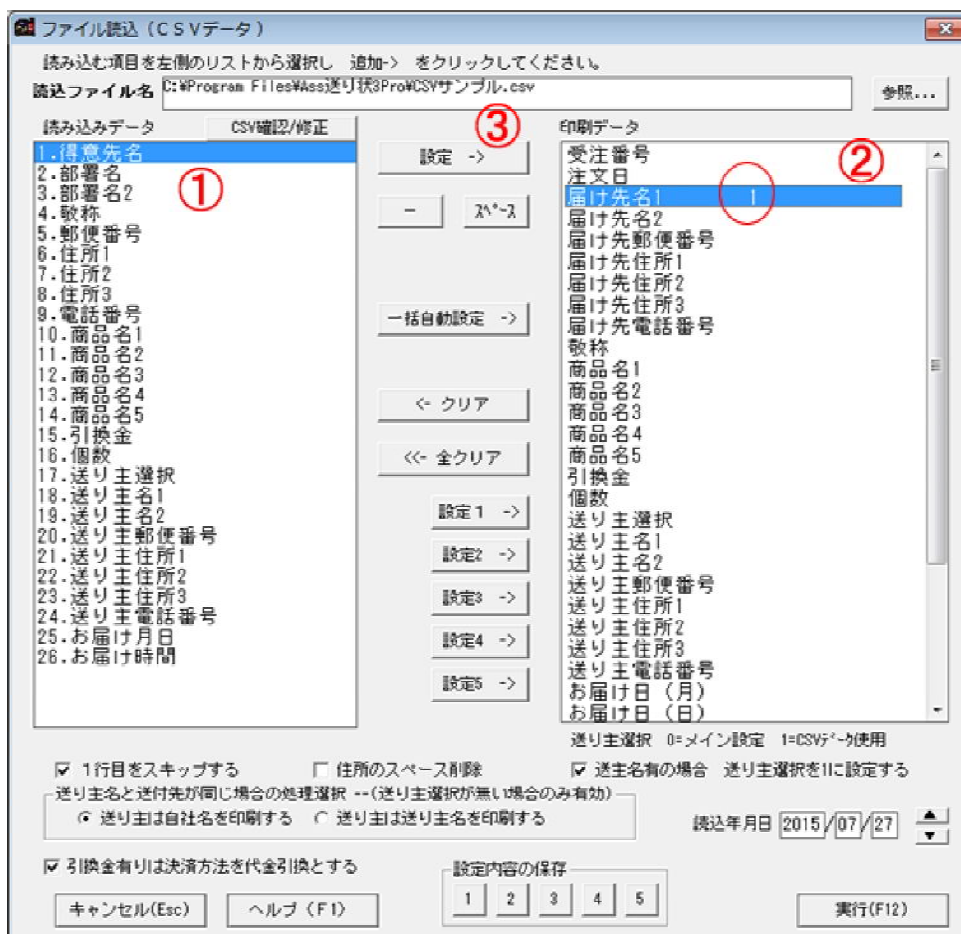 ファイル読込（ＣＳＶデータ）
読み込む項目を左側のリストから選択し　追加-> をクリックしてください。
読込ファイル名 C:¥Program Files¥Ass送り状3Pro¥CSVサンプル.csv 参照...
読み込みデータ CSV確認/修正 ③ 印刷データ
① ②
1.得意先名
2.部署名
3.部署名2
4.敬称
5.郵便番号
6.住所1
7.住所2
8.住所3
9.電話番号
10.商品名1
11.商品名2
12.商品名3
13.商品名4
14.商品名5
15.引換金
16.個数
17.送り主選択
18.送り主名1
19.送り主名2
20.送り主郵便番号
21.送り主住所1
22.送り主住所2
23.送り主住所3
24.送り主電話番号
25.お届け月日
26.お届け時間
設定 ->
－ ｽﾍﾟｰｽ
一括自動設定 ->
<- クリア
<<- 全クリア
設定１ ->
設定2 ->
設定3 ->
設定4 ->
設定5 ->
受注番号
注文日
届け先名1 1
届け先名2
届け先郵便番号
届け先住所1
届け先住所2
届け先住所3
届け先電話番号
敬称
商品名1
商品名2
商品名3
商品名4
商品名5
引換金
個数
送り主選択
送り主名1
送り主名2
送り主郵便番号
送り主住所1
送り主住所2
送り主住所3
送り主電話番号
お届け日（月）
お届け日（日）
送り主選択 0=メイン設定 1=CSVﾃﾞｰﾀ使用
1行目をスキップする 住所のスペース削除 送主名有の場合 送り主選択を1に設定する
送り主名と送付先が同じ場合の処理選択 --(送り主選択が無い場合のみ有効)
送り主は自社名を印刷する 送り主は送り主名を印刷する 読込年月日 2015/07/27
引換金有りは決済方法を代金引換とする 設定内容の保存
キャンセル(Esc) ヘルプ（F1） 1 2 3 4 5 実行(F12)